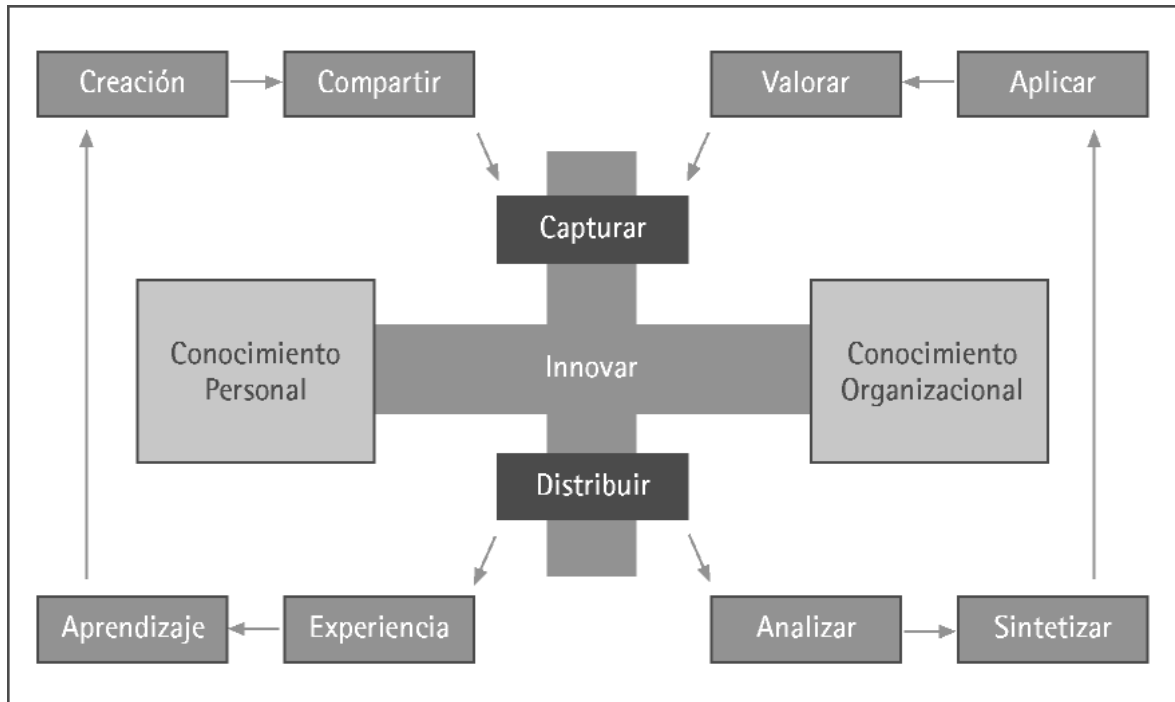 Creación
Compartir
Valorar
Aplicar
Capturar
Conocimiento
Personal
Innovar
Conocimiento
Organizacional
Distribuir
Aprendizaje
Experiencia
Analizar
Sintetizar